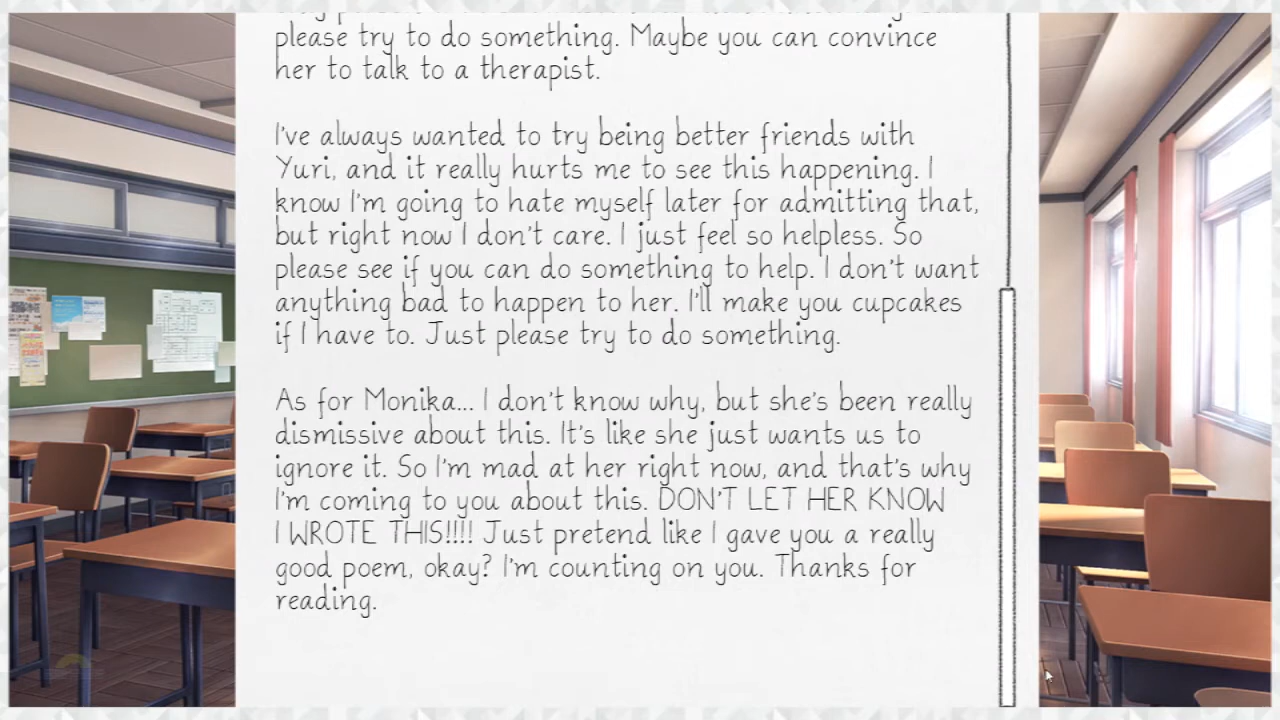 please try to do something. Maybe you can convince
her to talk to a therapist.
I've always wanted to try being better friends with
Yuri, and it really hurts me to see this happening. I
know I'm going to hate myself later for admitting that,
but right now I don't care. I just feel so helpless. So
please see if you can do something to help. I don't want
anything bad to happen to her. I'll make you cupcakes
if I have to. Just please try to do something.
As for Monika... I don't know why, but she's been really
dismissive about this. It's like she just wants us to
ignore it. So I'm mad at her right now, and that's why
I'm coming to you about this. DON'T LET HER KNOW
I WROTE THIS!!!! Just pretend like I gave you a really
good poem, okay? I'm counting on you. Thanks for
reading.